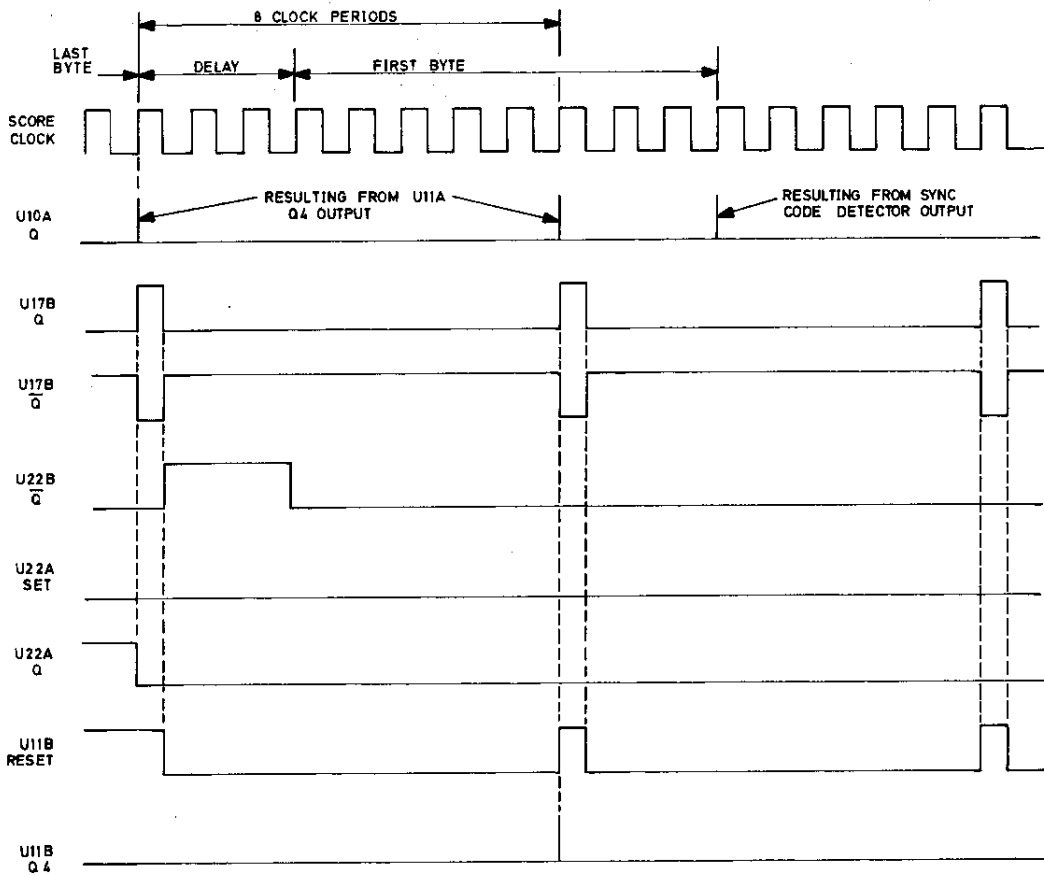 8 CLOCK PERIODS
LAST
BYTE
DELAY
FIRST BYTE
SCORE
CLOCK
RESULTING FROM U11A
Q4 OUTPUT
RESULTING FROM SYNC
CODE DETECTOR OUTPUT
U10A
Q
U17B
Q
U17B
Q̅
U22B
Q̅
U22A
SET
U22A
Q
U11B
RESET
U11B
Q4